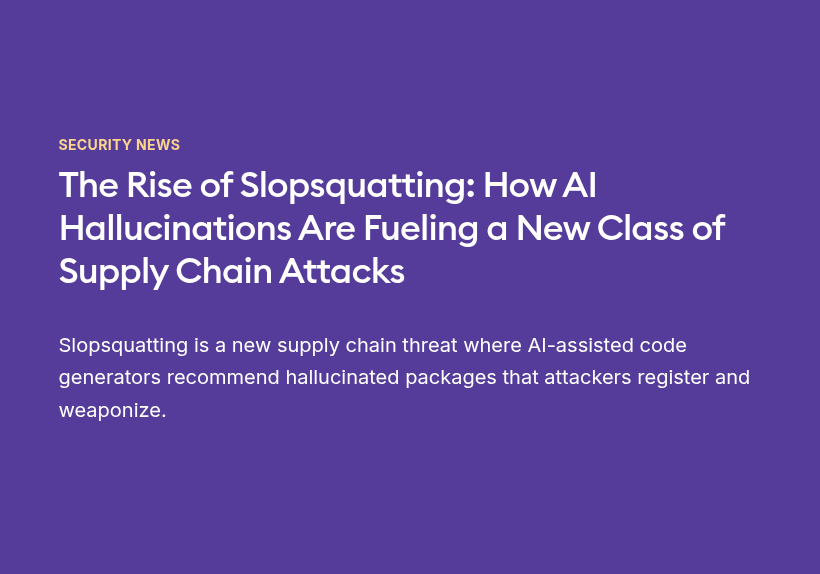 SECURITY NEWS
The Rise of Slopsquatting: How AI
Hallucinations Are Fueling a New Class of
Supply Chain Attacks
Slopsquatting is a new supply chain threat where AI-assisted code
generators recommend hallucinated packages that attackers register and
weaponize.